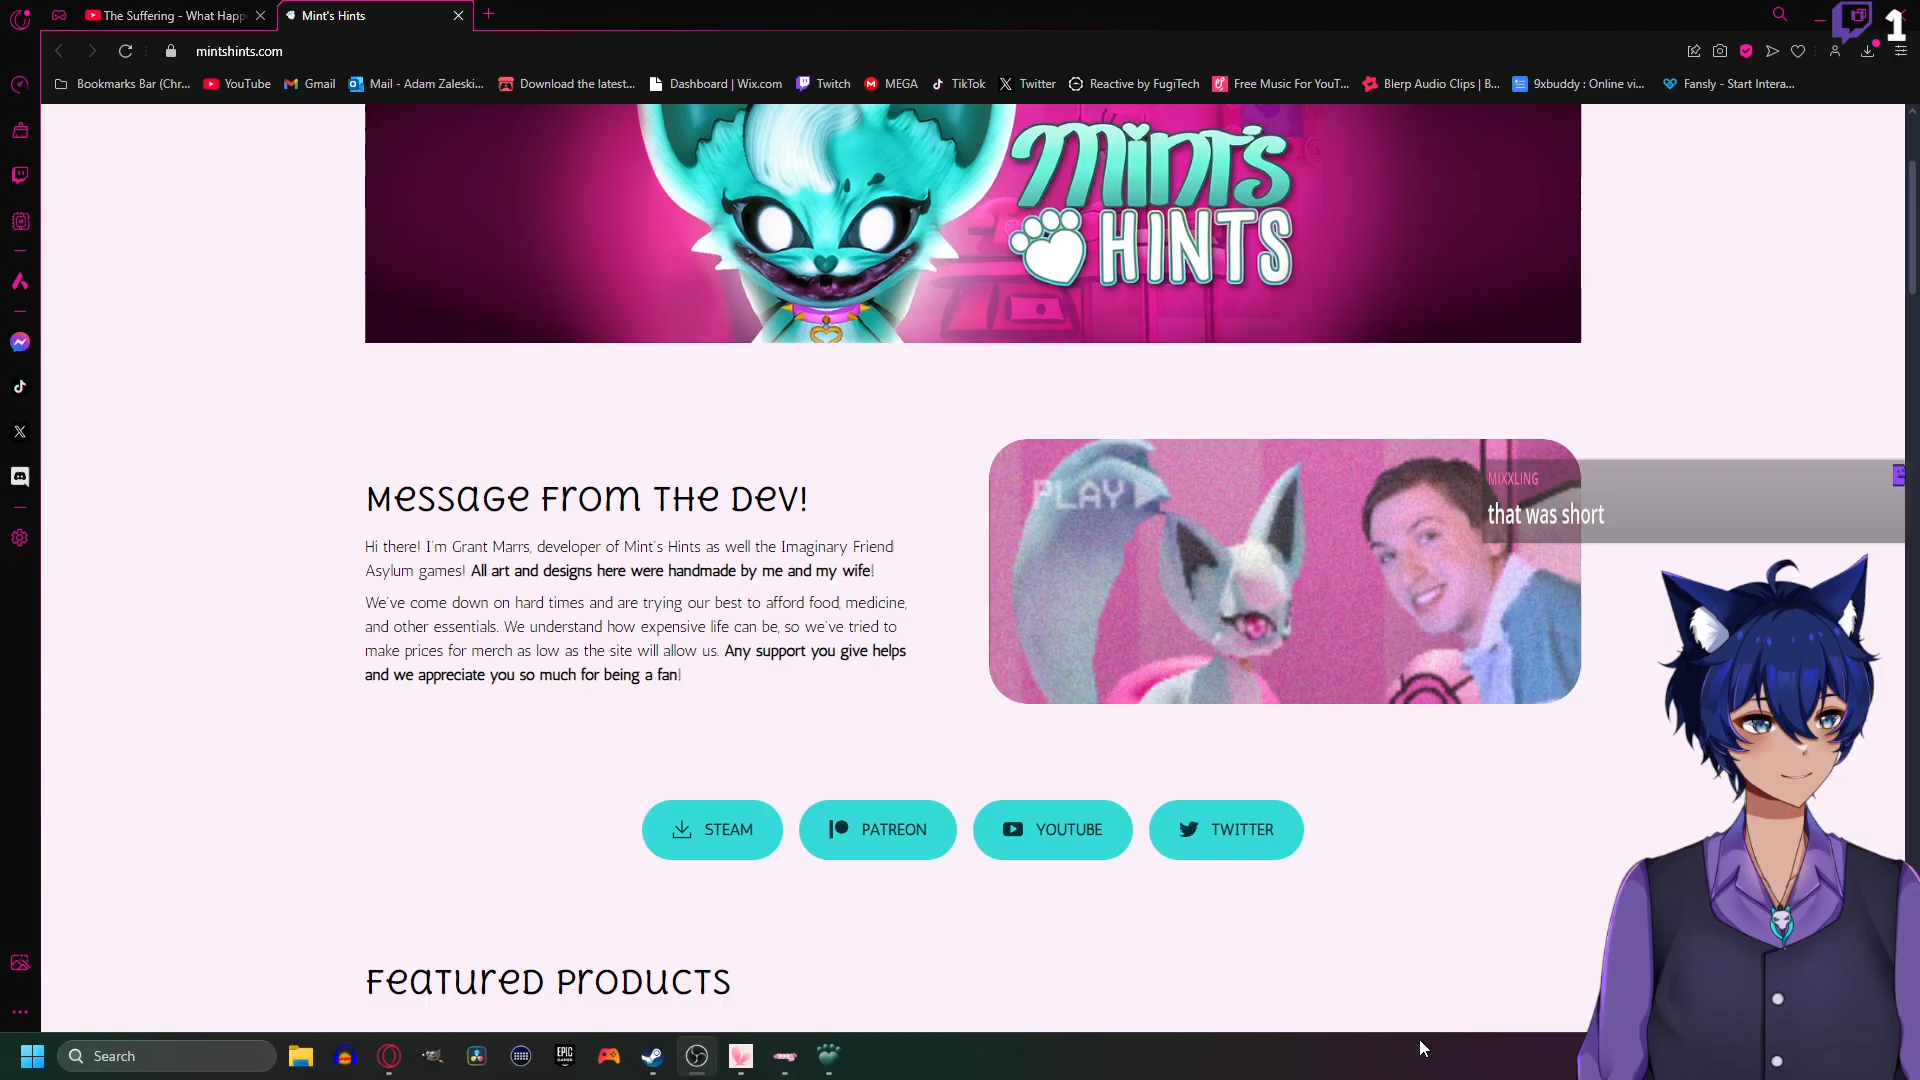 The Suffering - What Happ
Mint's Hints
1
mintshints.com
Bookmarks Bar (Chr...
YouTube
Gmail
Mail - Adam Zaleski...
Download the latest...
Dashboard | Wix.com
Twitch
MEGA
TikTok
Twitter
Reactive by FugiTech
Free Music For YouT...
Blerp Audio Clips | B...
9xbuddy : Online vi...
Fansly - Start Intera...
Mint's
HINTS
Message from the Dev!
Hi there! I'm Grant Marrs, developer of Mint's Hints as well the Imaginary Friend
Asylum games! All art and designs here were handmade by me and my wife!
We've come down on hard times and are trying our best to afford food, medicine,
and other essentials. We understand how expensive life can be, so we've tried to
make prices for merch as low as the site will allow us. Any support you give helps
and we appreciate you so much for being a fan!
PLAY
MIXXLING
that was short
STEAM
PATREON
YOUTUBE
TWITTER
Featured Products
Search
EPIC
GAMES